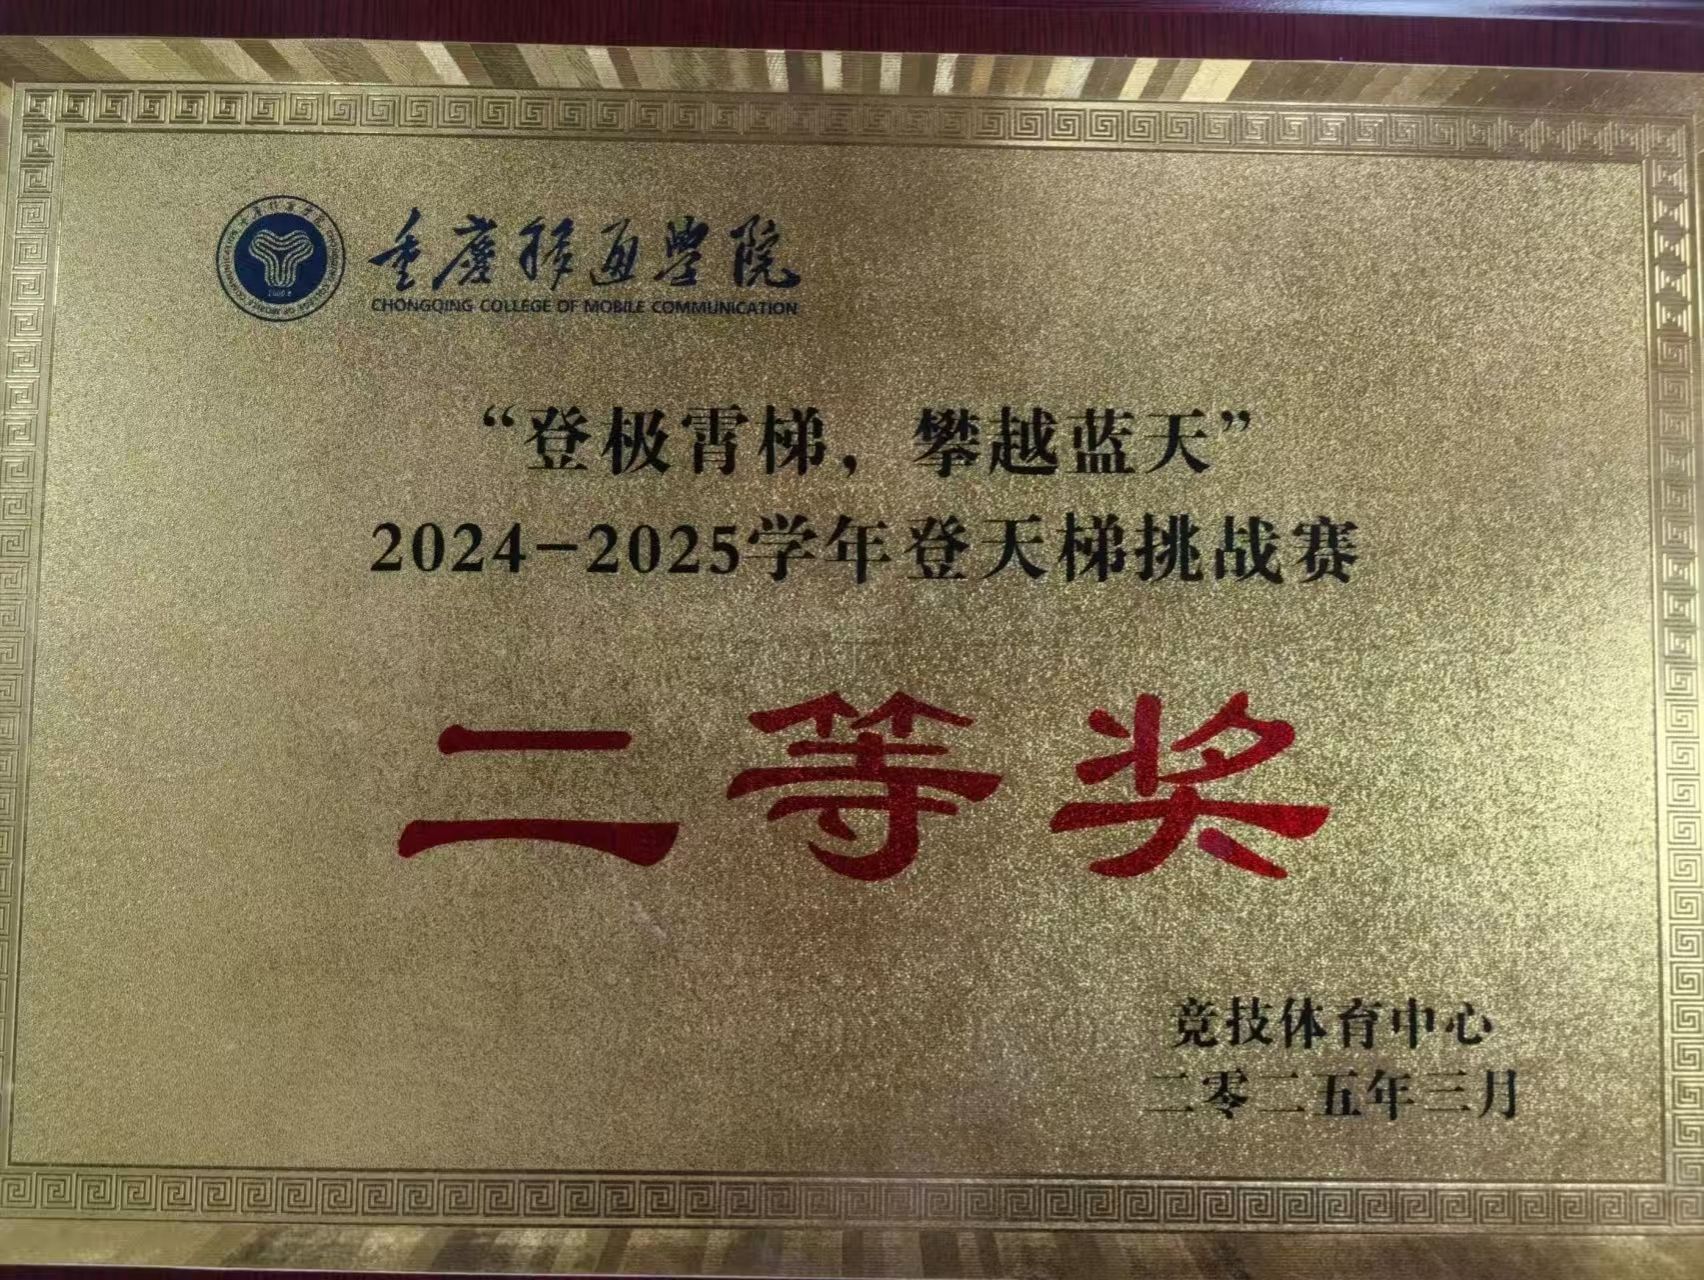 重庆移通学院
CHONGQING COLLEGE OF MOBILE COMMUNICATION
“登极霄梯，攀越蓝天”
2024-2025学年登天梯挑战赛
二等奖
竞技体育中心
二零二五年三月